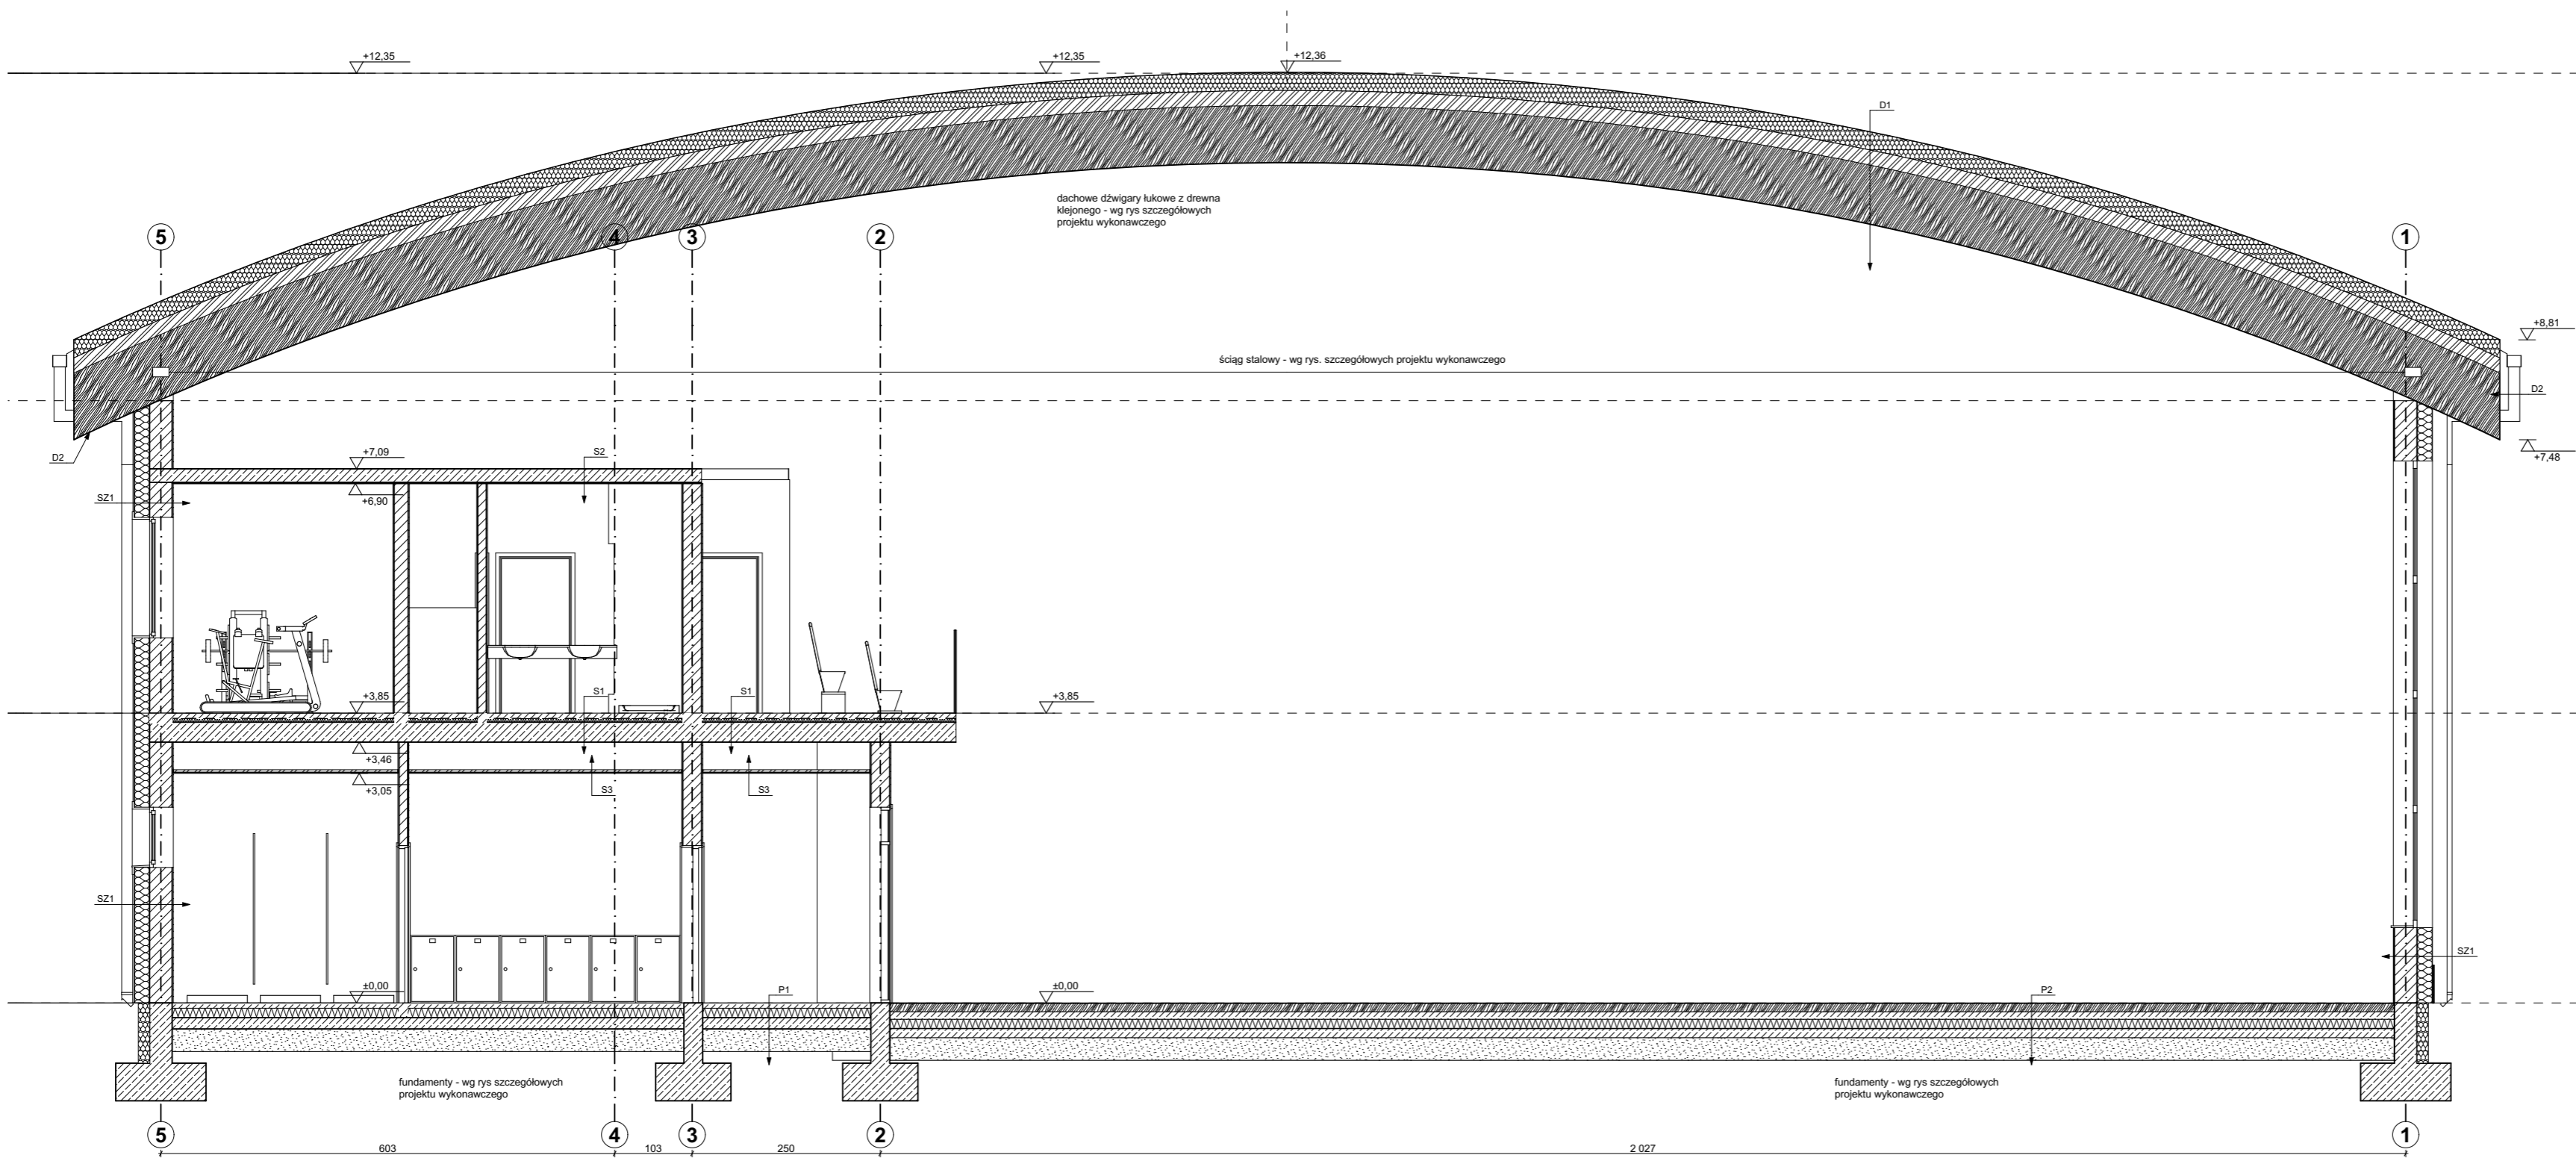 +12,35
+12,35
+12,36
D1
dachowe dźwigary łukowe z drewna
klejonego - wg rys szczegółowych
projektu wykonawczego
5
4
3
2
1
+8,81
ściąg stalowy - wg rys. szczegółowych projektu wykonawczego
D2
D2
+7,09
S2
+7,48
SZ1
+6,90
+3,85
S1
S1
+3,85
+3,46
+3,05
S3
S3
SZ1
SZ1
±0,00
P1
±0,00
P2
fundamenty - wg rys szczegółowych
projektu wykonawczego
fundamenty - wg rys szczegółowych
projektu wykonawczego
5
4
3
2
1
603
103
250
2 027